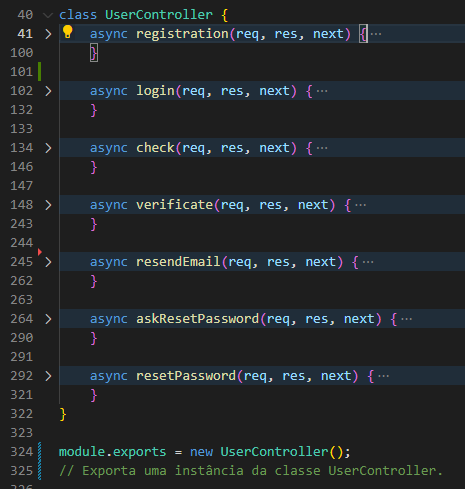 40 class UserController {
41 async registration(req, res, next) {···
100 }
101
102 async login(req, res, next) {···
132 }
133
134 async check(req, res, next) {···
146 }
147
148 async verificate(req, res, next) {···
243 }
244
245 async resendEmail(req, res, next) {···
262 }
263
264 async askResetPassword(req, res, next) {···
290 }
291
292 async resetPassword(req, res, next) {···
321 }
322 }
323
324 module.exports = new UserController();
325 // Exporta uma instância da classe UserController.